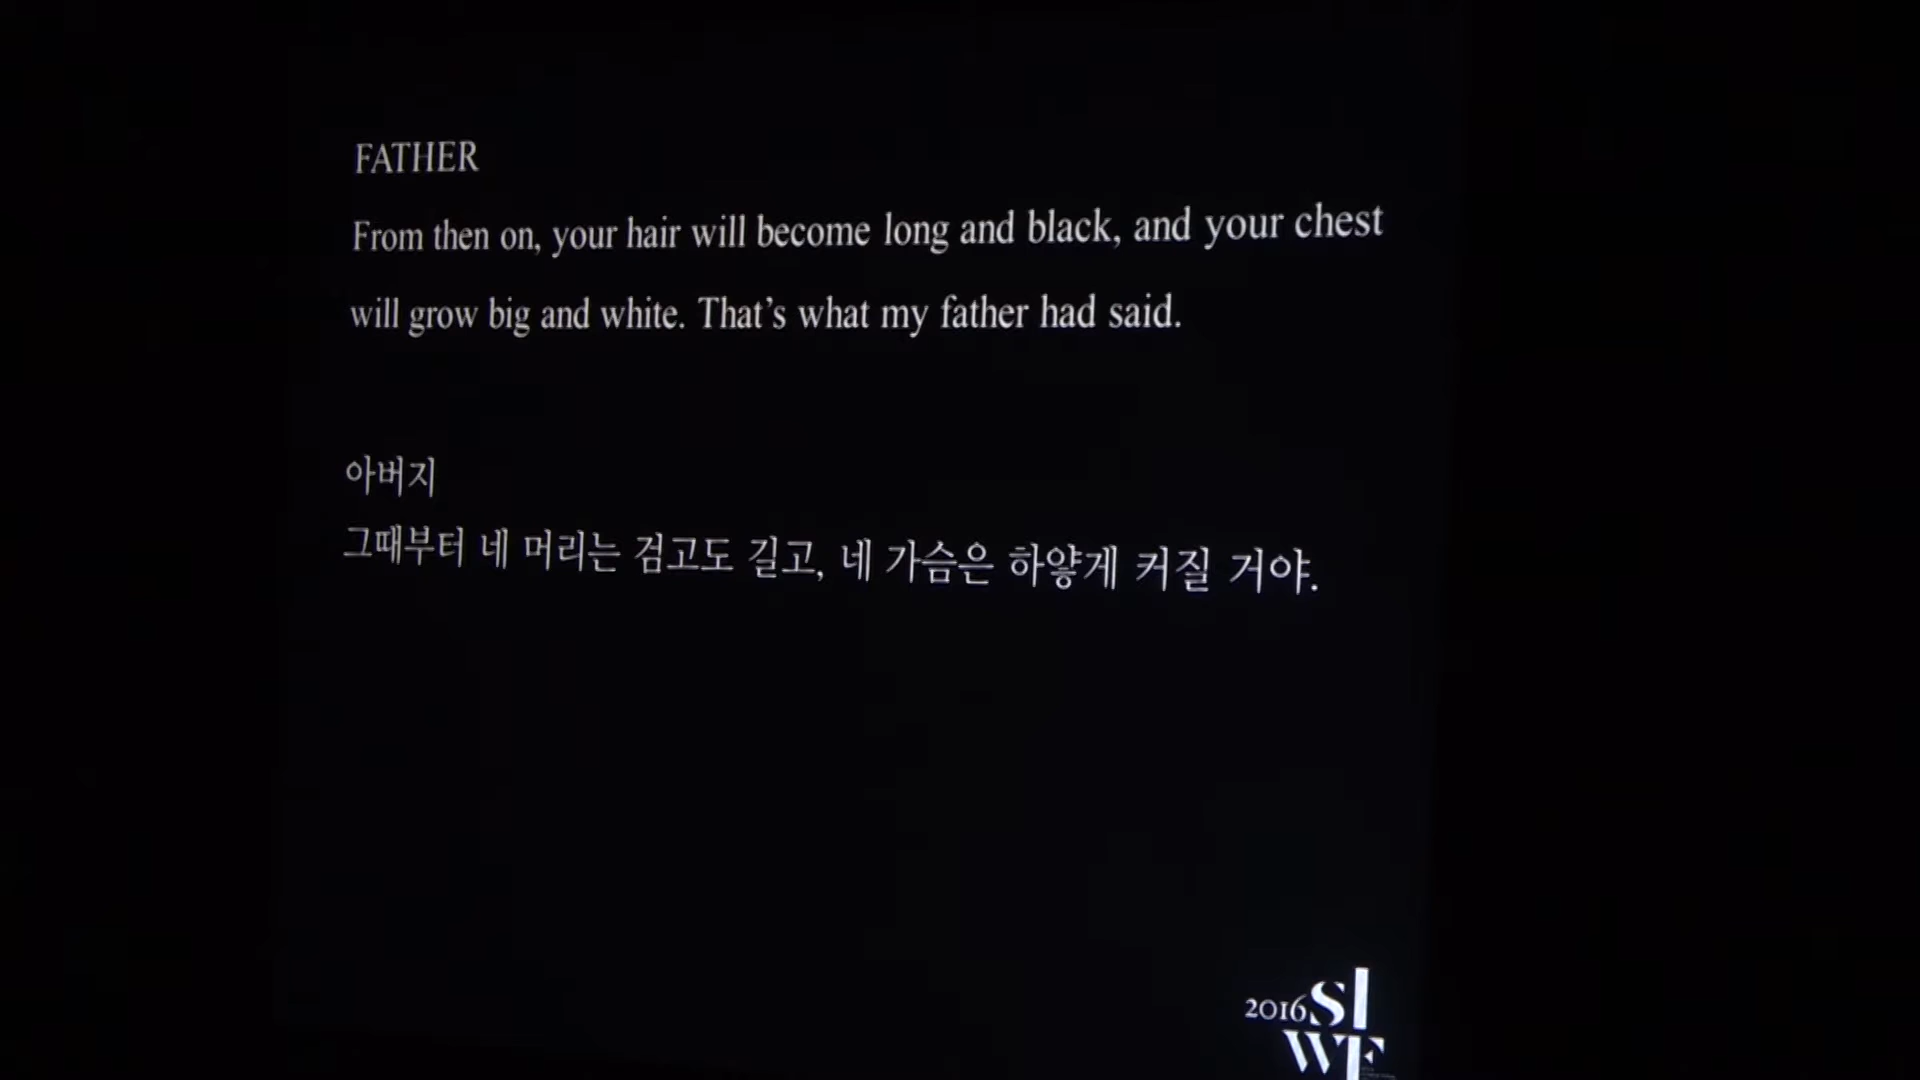 FATHER
From then on, your hair will become long and black, and your chest
will grow big and white. That's what my father had said.
아버지
그때부터 네 머리는 검고도 길고, 네 가슴은 하얗게 커질 거야.
2016 SI
WF